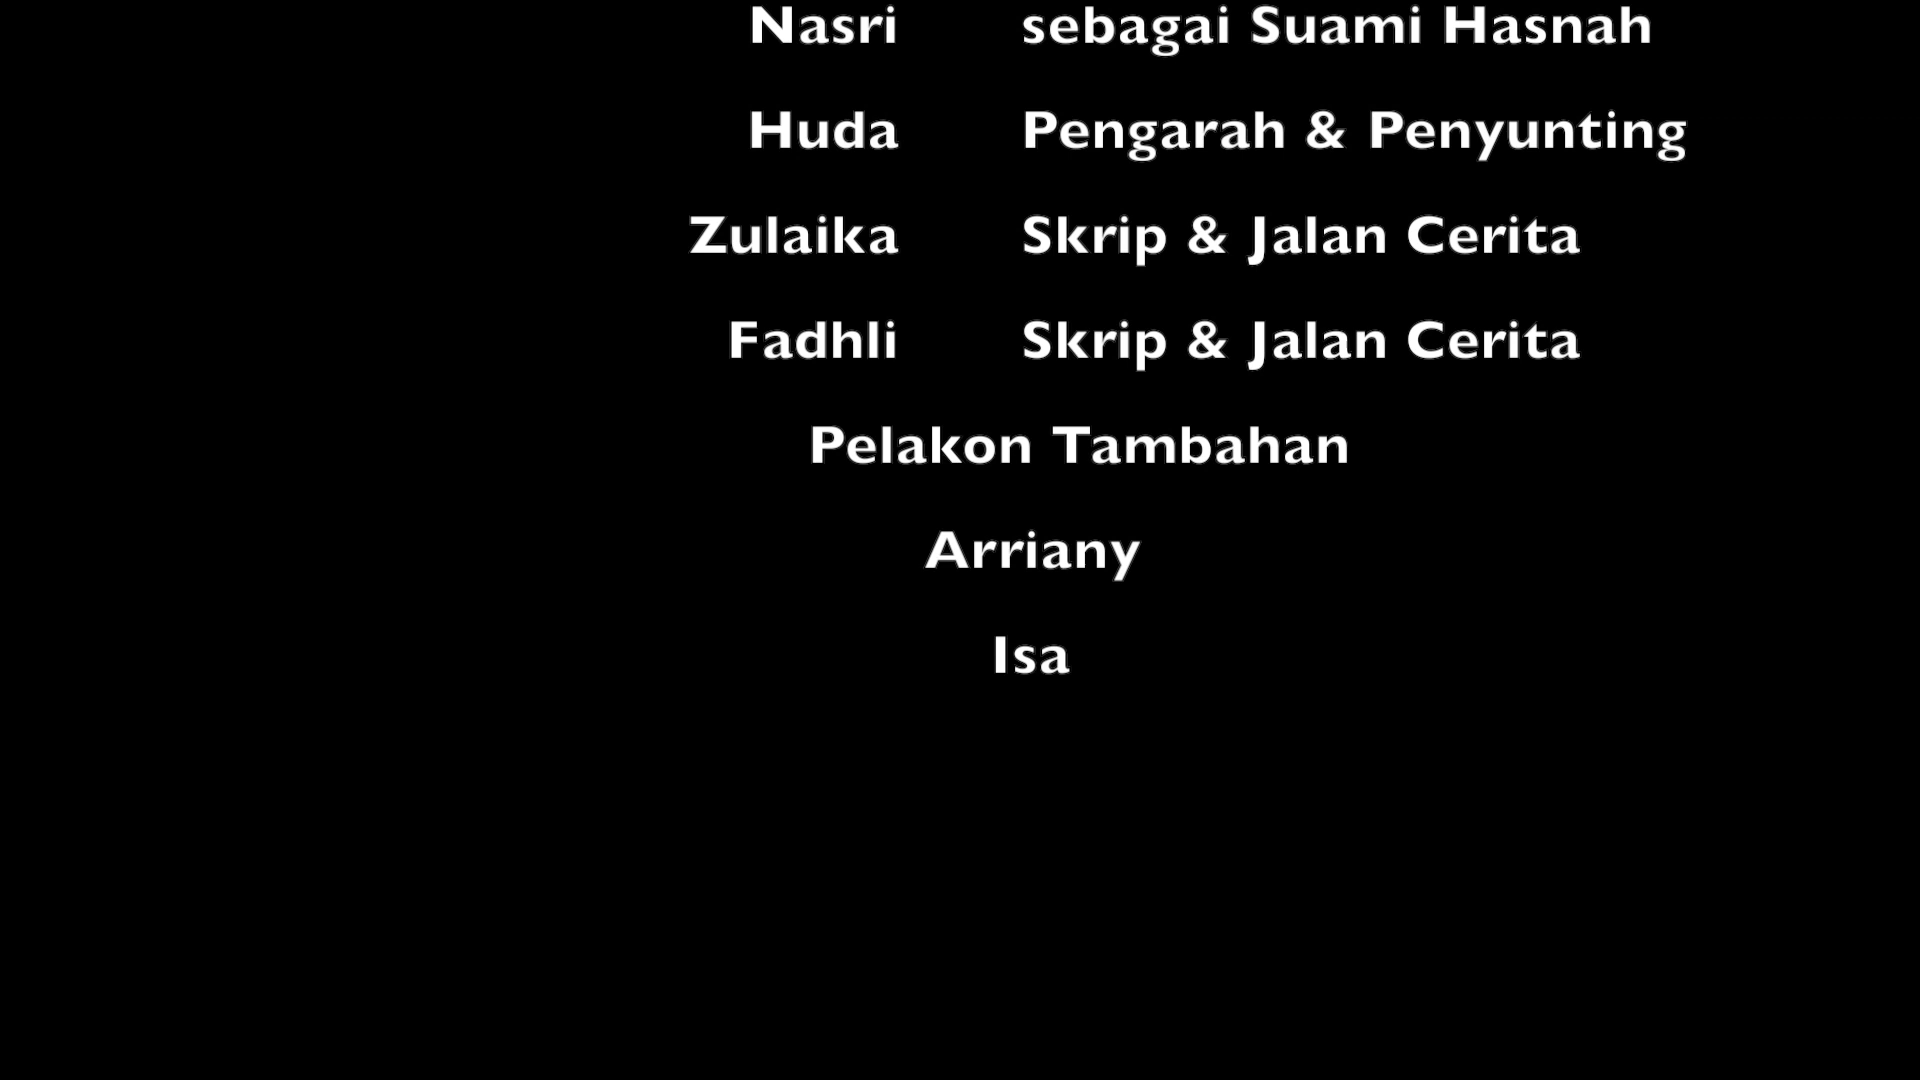 Nasri sebagai Suami Hasnah
Huda Pengarah & Penyunting
Zulaika Skrip & Jalan Cerita
Fadhli Skrip & Jalan Cerita
Pelakon Tambahan
Arriany
Isa